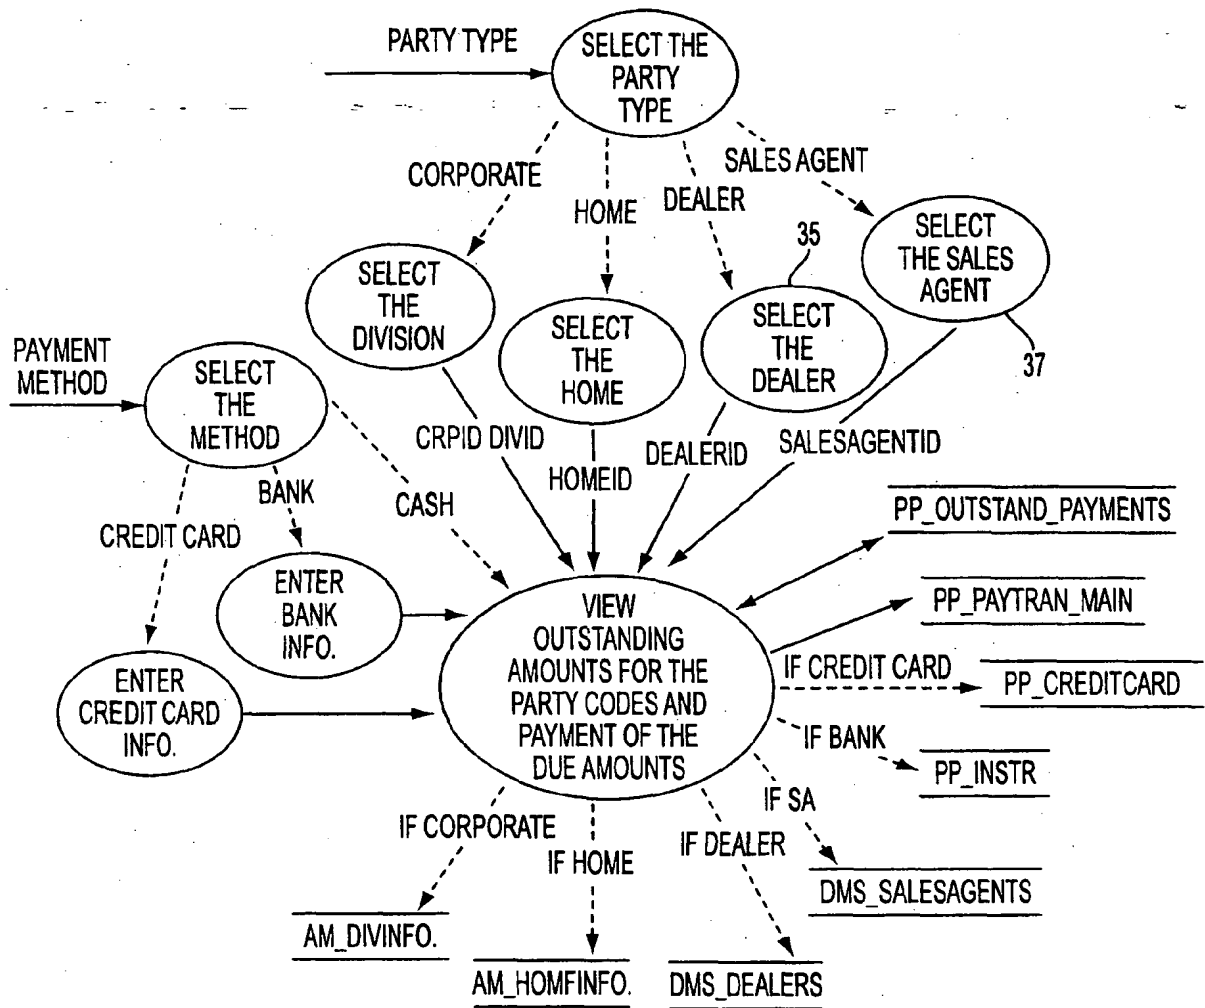 PARTY TYPE
SELECT THE
PARTY
TYPE
CORPORATE
HOME
DEALER
SALES AGENT
SELECT
THE
DIVISION
SELECT
THE
HOME
35
SELECT
THE
DEALER
SELECT
THE SALES
AGENT
37
PAYMENT
METHOD
SELECT
THE
METHOD
CRPID DIVID
HOMEID
DEALERID
SALESAGENTID
CREDIT CARD
BANK
CASH
ENTER
BANK
INFO.
ENTER
CREDIT CARD
INFO.
VIEW
OUTSTANDING
AMOUNTS FOR THE
PARTY CODES AND
PAYMENT OF THE
DUE AMOUNTS
PP_OUTSTAND_PAYMENTS
PP_PAYTRAN_MAIN
IF CREDIT CARD
PP_CREDITCARD
IF BANK
PP_INSTR
IF SA
DMS_SALESAGENTS
IF CORPORATE
IF HOME
IF DEALER
AM_DIVINFO.
AM_HOMFINFO.
DMS_DEALERS